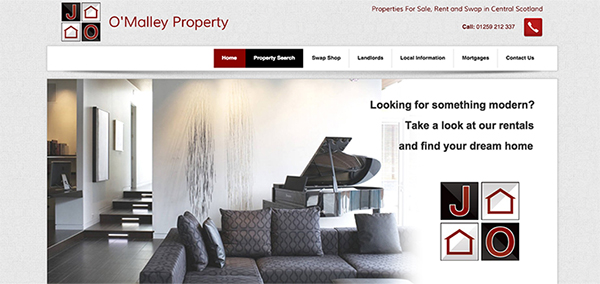 J
O
O'Malley Property
Properties For Sale, Rent and Swap in Central Scotland
Call: 01259 212 337
Home Property Search Swap Shop Landlords Local Information Mortgages Contact Us
Looking for something modern?
Take a look at our rentals
and find your dream home
J
O